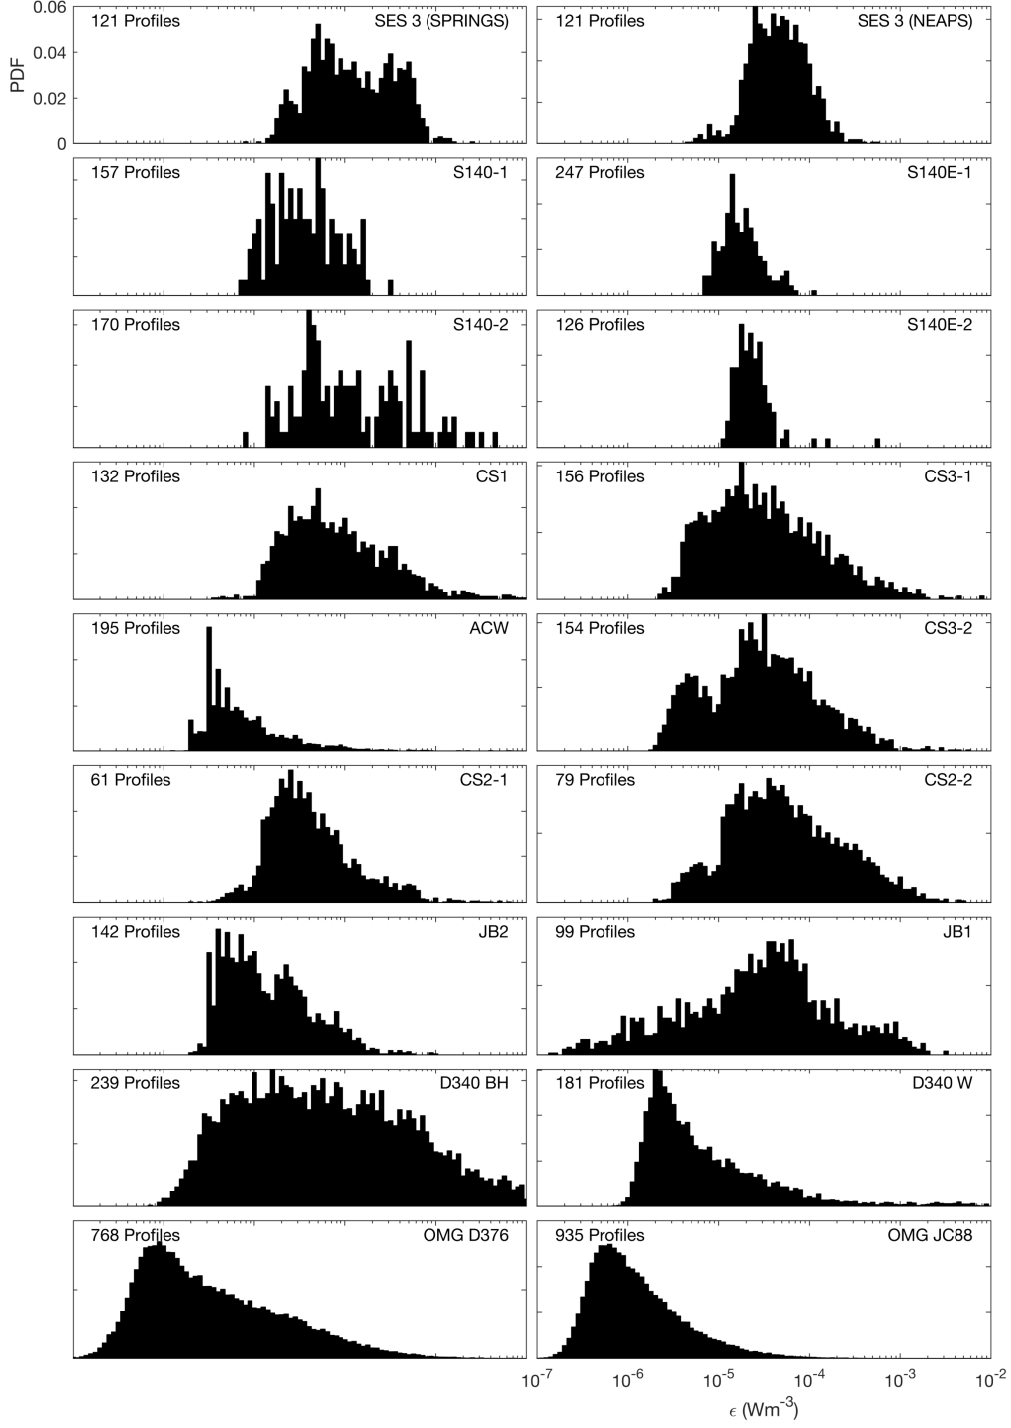 0.06
0.04
0.02
0
PDF
121 Profiles
SES 3 (SPRINGS)
121 Profiles
SES 3 (NEAPS)
157 Profiles
S140-1
247 Profiles
S140E-1
170 Profiles
S140-2
126 Profiles
S140E-2
132 Profiles
CS1
156 Profiles
CS3-1
195 Profiles
ACW
154 Profiles
CS3-2
61 Profiles
CS2-1
79 Profiles
CS2-2
142 Profiles
JB2
99 Profiles
JB1
239 Profiles
D340 BH
181 Profiles
D340 W
768 Profiles
OMG D376
935 Profiles
OMG JC88
10⁻⁷ 10⁻⁶ 10⁻⁵ 10⁻⁴ 10⁻³ 10⁻²
ϵ (Wm⁻³)